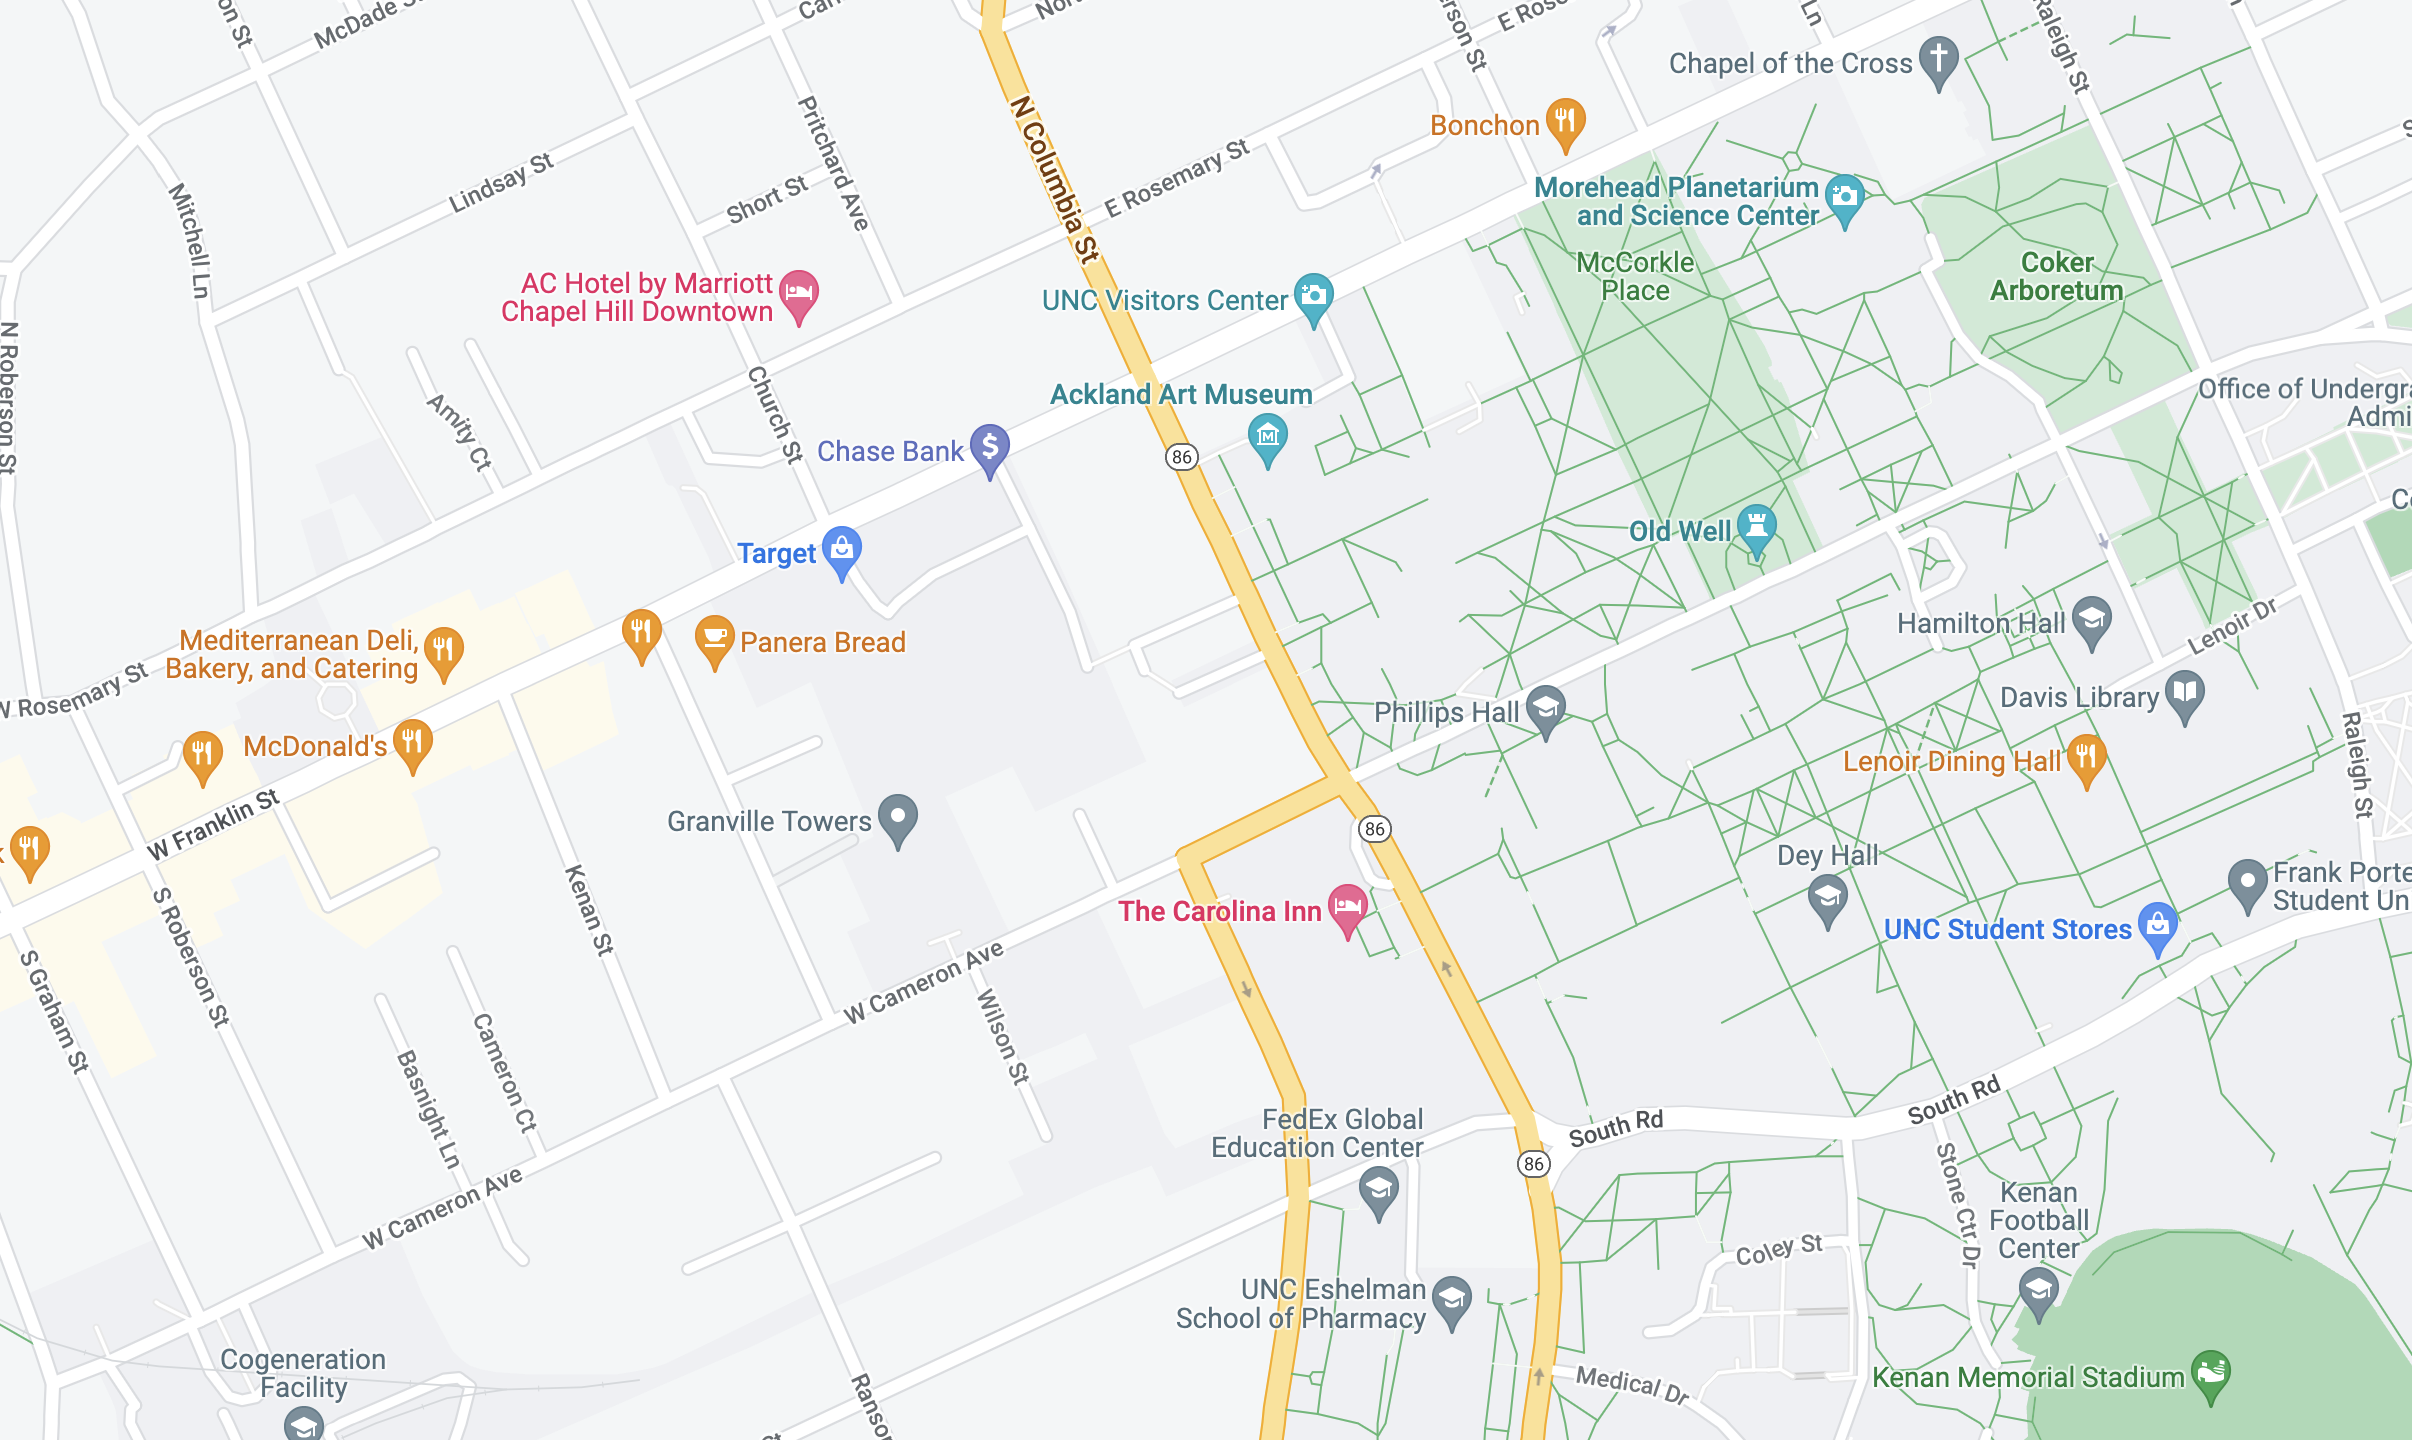 McDade St
N Columbia St
E Rosemary St
Raleigh St
Chapel of the Cross
Bonchon
Pritchard Ave
Lindsay St
Short St
Mitchell Ln
Morehead Planetarium
and Science Center
McCorkle
Place
Coker
Arboretum
AC Hotel by Marriott
Chapel Hill Downtown
UNC Visitors Center
N Roberson St
Church St
Amity Ct
Ackland Art Museum
Office of
Chase Bank
86
Target
Old Well
Mediterranean Deli,
Bakery, and Catering
Panera Bread
Hamilton Hall
Lenoir Dr
W Rosemary St
Phillips Hall
Davis Library
McDonald's
Lenoir Dining Hall
Raleigh St
W Franklin St
Granville Towers
86
Dey Hall
Frank
Student
Kenan St
The Carolina Inn
UNC Student Stores
S Roberson St
S Graham St
W Cameron Ave
Wilson St
Cameron Ct
Basnight Ln
FedEx Global
Education Center
South Rd
South Rd
86
W Cameron Ave
Stone Ctr Dr
Kenan
Football
Center
Coley St
UNC Eshelman
School of Pharmacy
Cogeneration
Facility
Medical Dr
Kenan Memorial Stadium